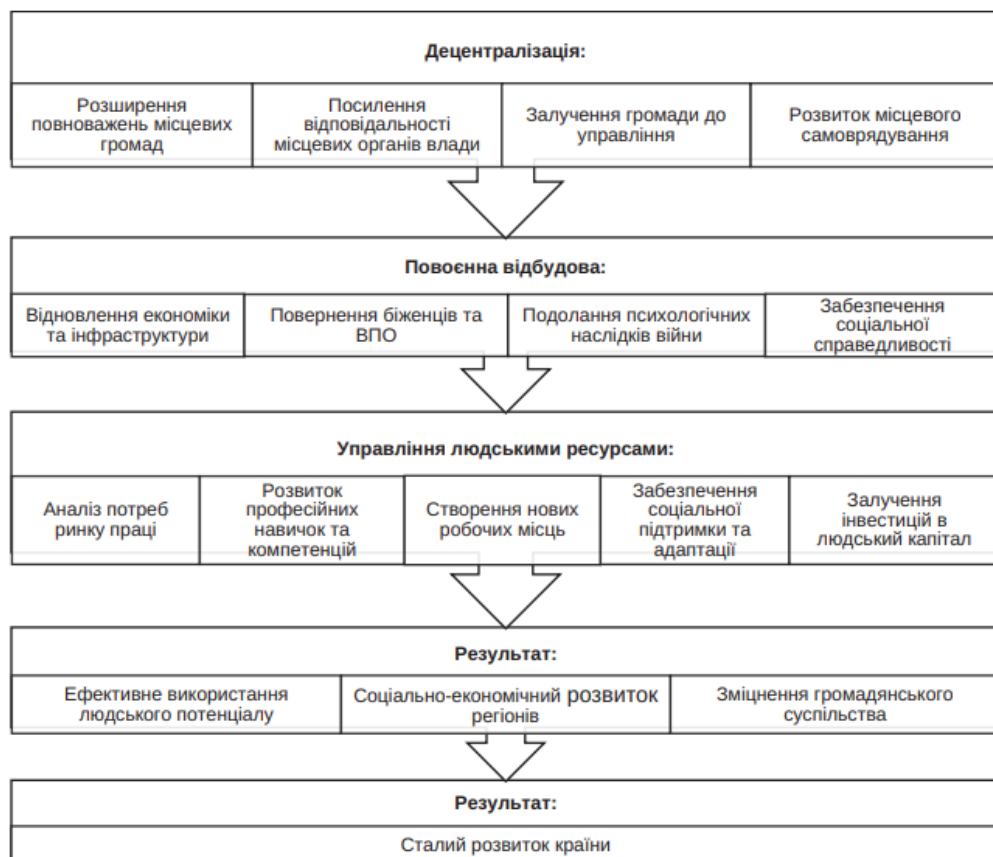 Децентралізація:
Розширення
повноважень місцевих
громад
Посилення
відповідальності
місцевих органів влади
Залучення громади до
управління
Розвиток місцевого
самоврядування
Повоєнна відбудова:
Відновлення економіки
та інфраструктури
Повернення біженців та
ВПО
Подолання психологічних
наслідків війни
Забезпечення
соціальної
справедливості
Управління людськими ресурсами:
Аналіз потреб
ринку праці
Розвиток
професійних
навичок та
компетенцій
Створення нових
робочих місць
Забезпечення
соціальної
підтримки та
адаптації
Залучення
інвестицій в
людський капітал
Результат:
Ефективне використання
людського потенціалу
Соціально-економічний розвиток
регіонів
Зміцнення громадянського
суспільства
Результат:
Сталий розвиток країни